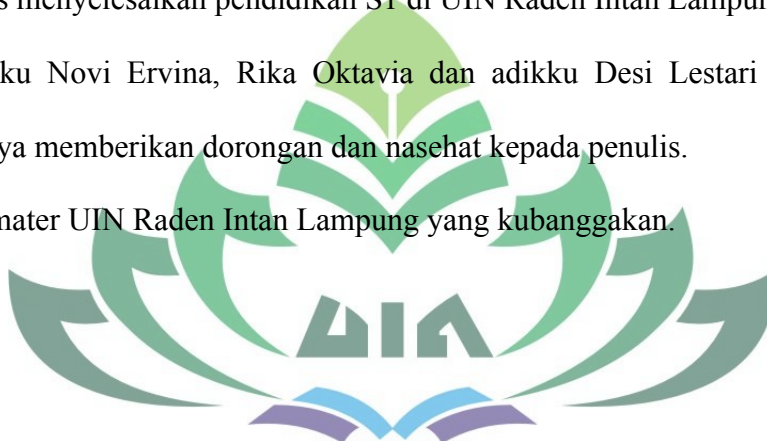 menyelesaikan pendidikan S1 di UIN Raden Intan
ku Novi Ervina, Rika Oktavia dan adikku Desi Lestari
ya memberikan dorongan dan nasehat kepada penulis.
mater UIN Raden Intan Lampung yang kubanggakan.
UIN